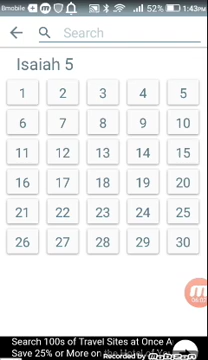 8mobile 52% 1:43PM
Search
Isaiah 5
1 2 3 4 5
6 7 8 9 10
11 12 13 14 15
16 17 18 19 20
21 22 23 24 25
26 27 28 29 30
Search 100s of Travel Sites at Once A
Save 25% or More on
Recorded by